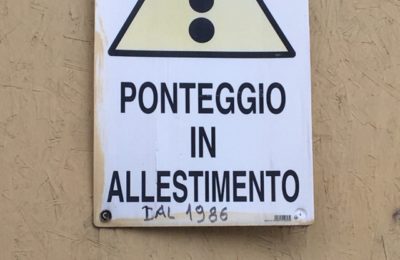 PONTEGGIO
IN
ALLESTIMENTO
DAL 1986